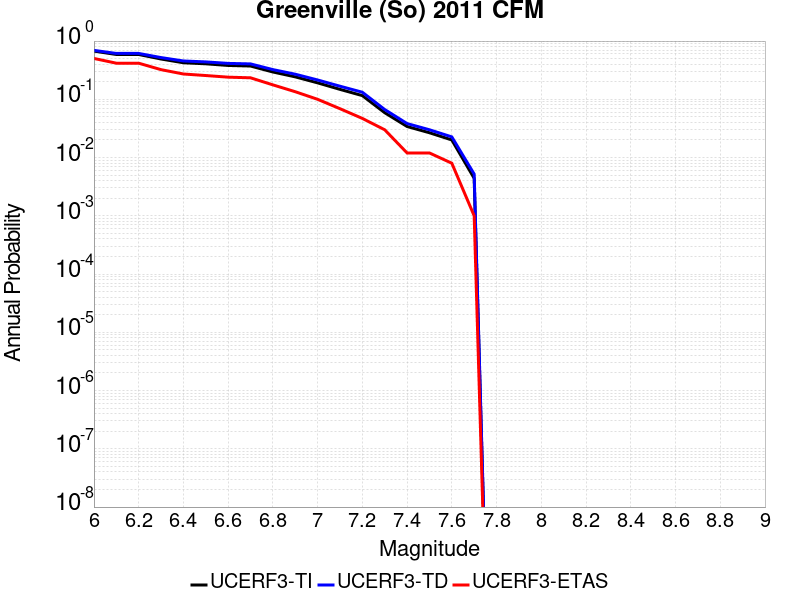 Greenville (So) 2011 CFM
10^0
10^-1
10^-2
10^-3
10^-4
10^-5
10^-6
10^-7
10^-8
Annual Probability
6 6.2 6.4 6.6 6.8 7 7.2 7.4 7.6 7.8 8 8.2 8.4 8.6 8.8 9
Magnitude
UCERF3-TI UCERF3-TD UCERF3-ETAS